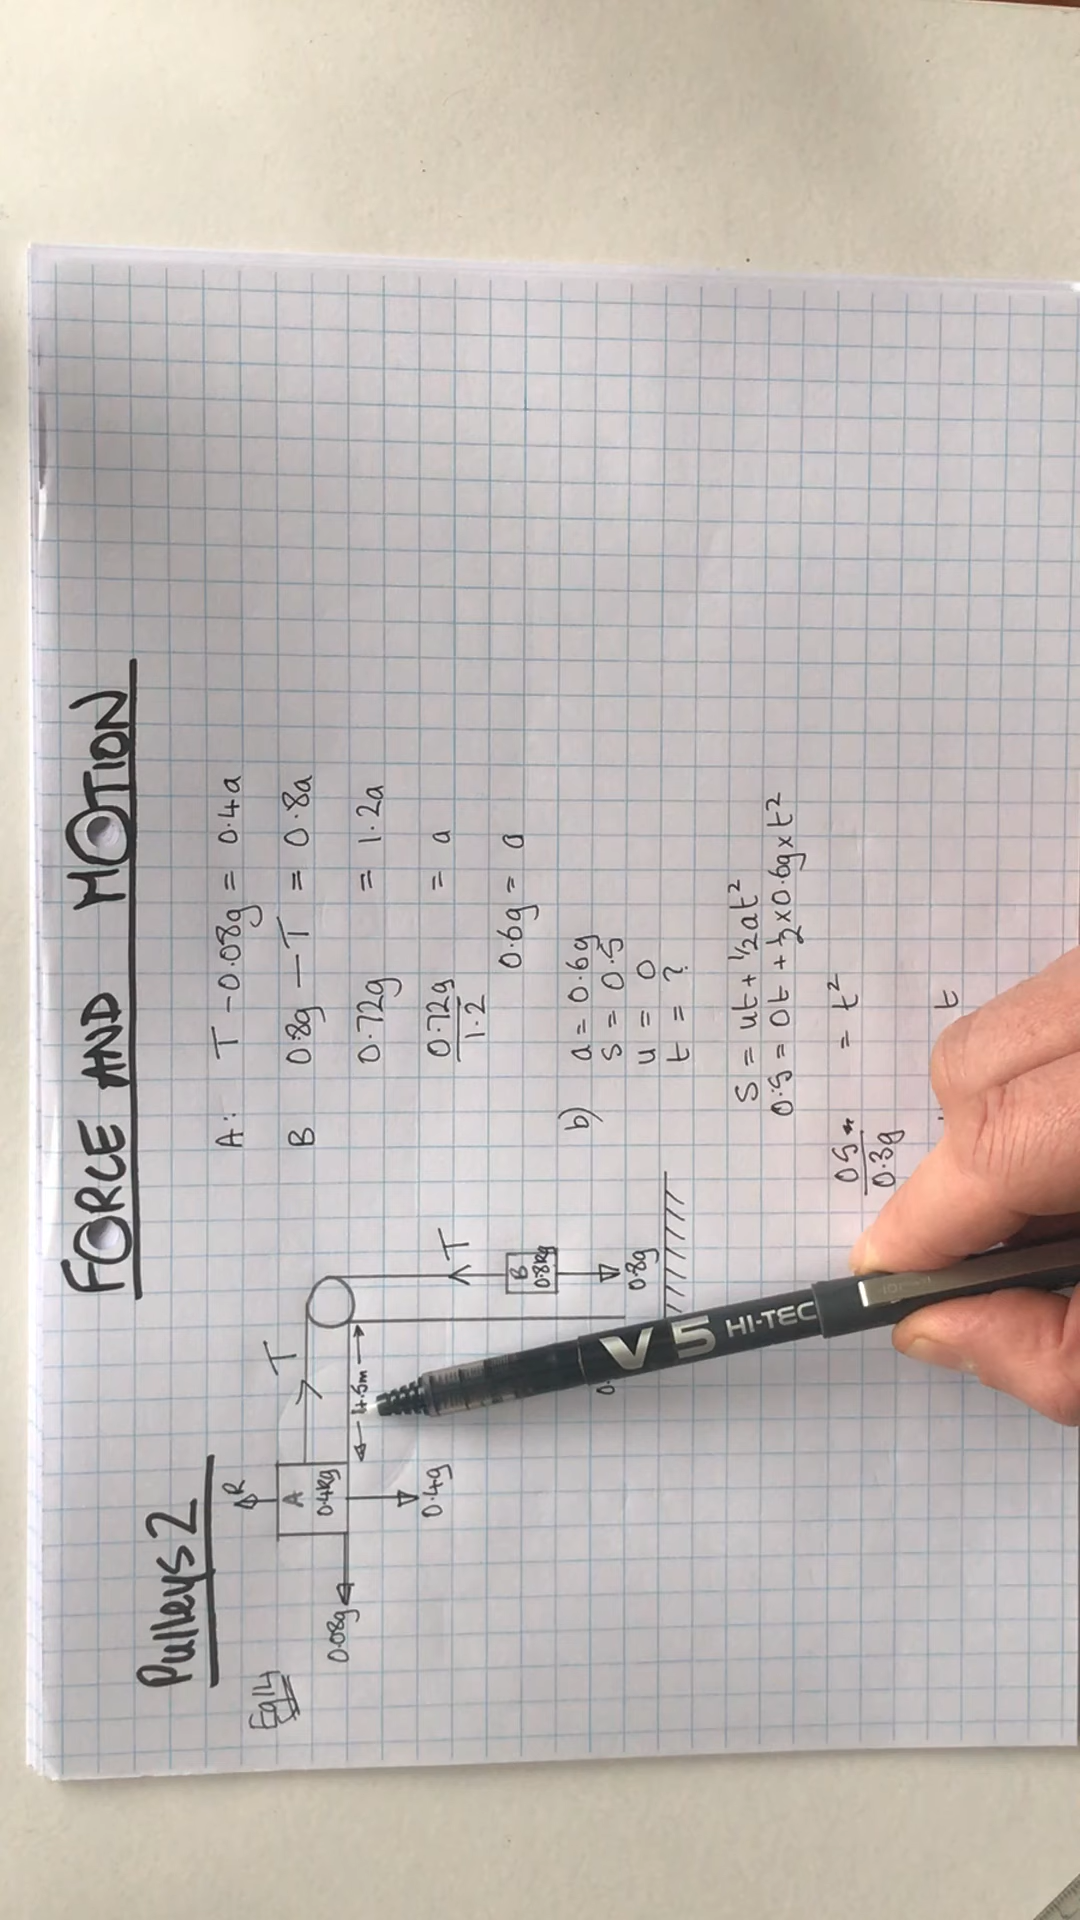 FORCE AND MOTION
Pulleys 2
Eg14
R
T
A
0.4kg
0.08g
4.5m
0.4g
T
B
0.8kg
0.8g
0.
A: T - 0.08g = 0.4a
B 0.8g - T = 0.8a
0.72g = 1.2a
0.72g/1.2 = a
0.6g = a
b) a = 0.6g
s = 0.5
u = 0
t = ?
S = ut + ½at²
0.5 = 0t + ½ x 0.6g x t²
0.5/0.3g = t²
t
V5 HI-TEC